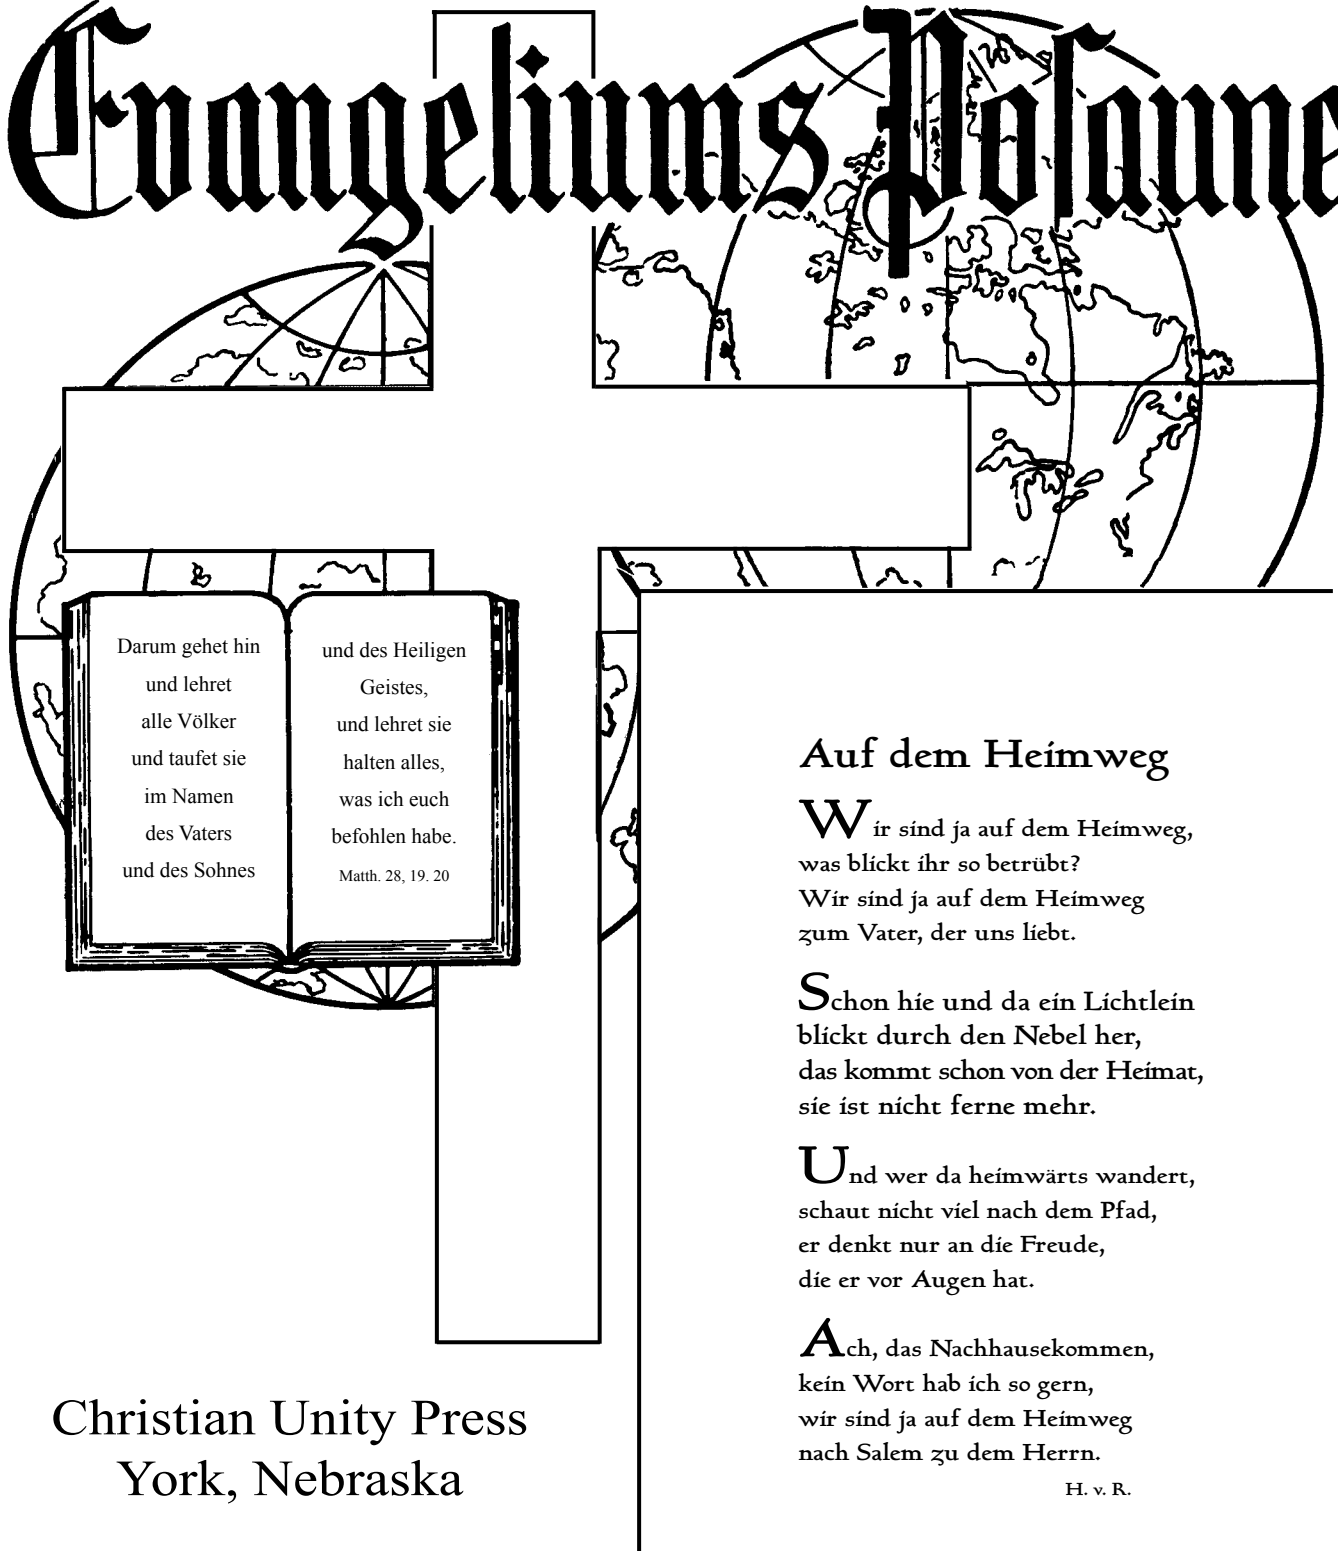 Evangeliums Posaune
Darum gehet hin
und lehret
alle Völker
und taufet sie
im Namen
des Vaters
und des Sohnes
und des Heiligen
Geistes,
und lehret sie
halten alles,
was ich euch
befohlen habe.
Matth. 28, 19. 20
Auf dem Heimweg
Wir sind ja auf dem Heimweg,
was blickt ihr so betrübt?
Wir sind ja auf dem Heimweg
zum Vater, der uns liebt.
Schon hie und da ein Lichtlein
blickt durch den Nebel her,
das kommt schon von der Heimat,
sie ist nicht ferne mehr.
Und wer da heimwärts wandert,
schaut nicht viel nach dem Pfad,
er denkt nur an die Freude,
die er vor Augen hat.
Ach, das Nachhausekommen,
kein Wort hab ich so gern,
wir sind ja auf dem Heimweg
nach Salem zu dem Herrn.
H. v. R.
Christian Unity Press
York, Nebraska